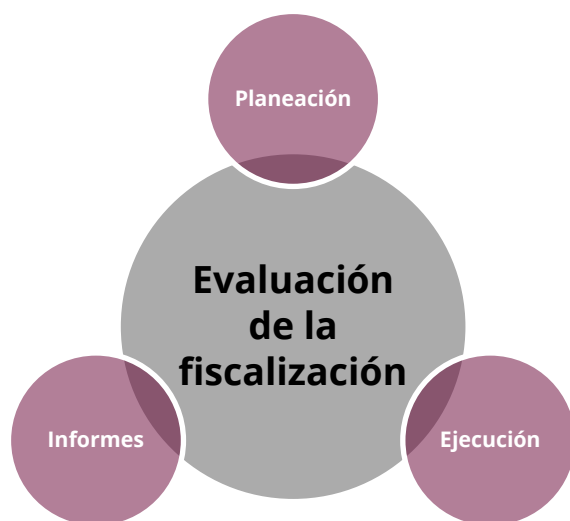 Planeación
Evaluación
de la
fiscalización
Informes
Ejecución